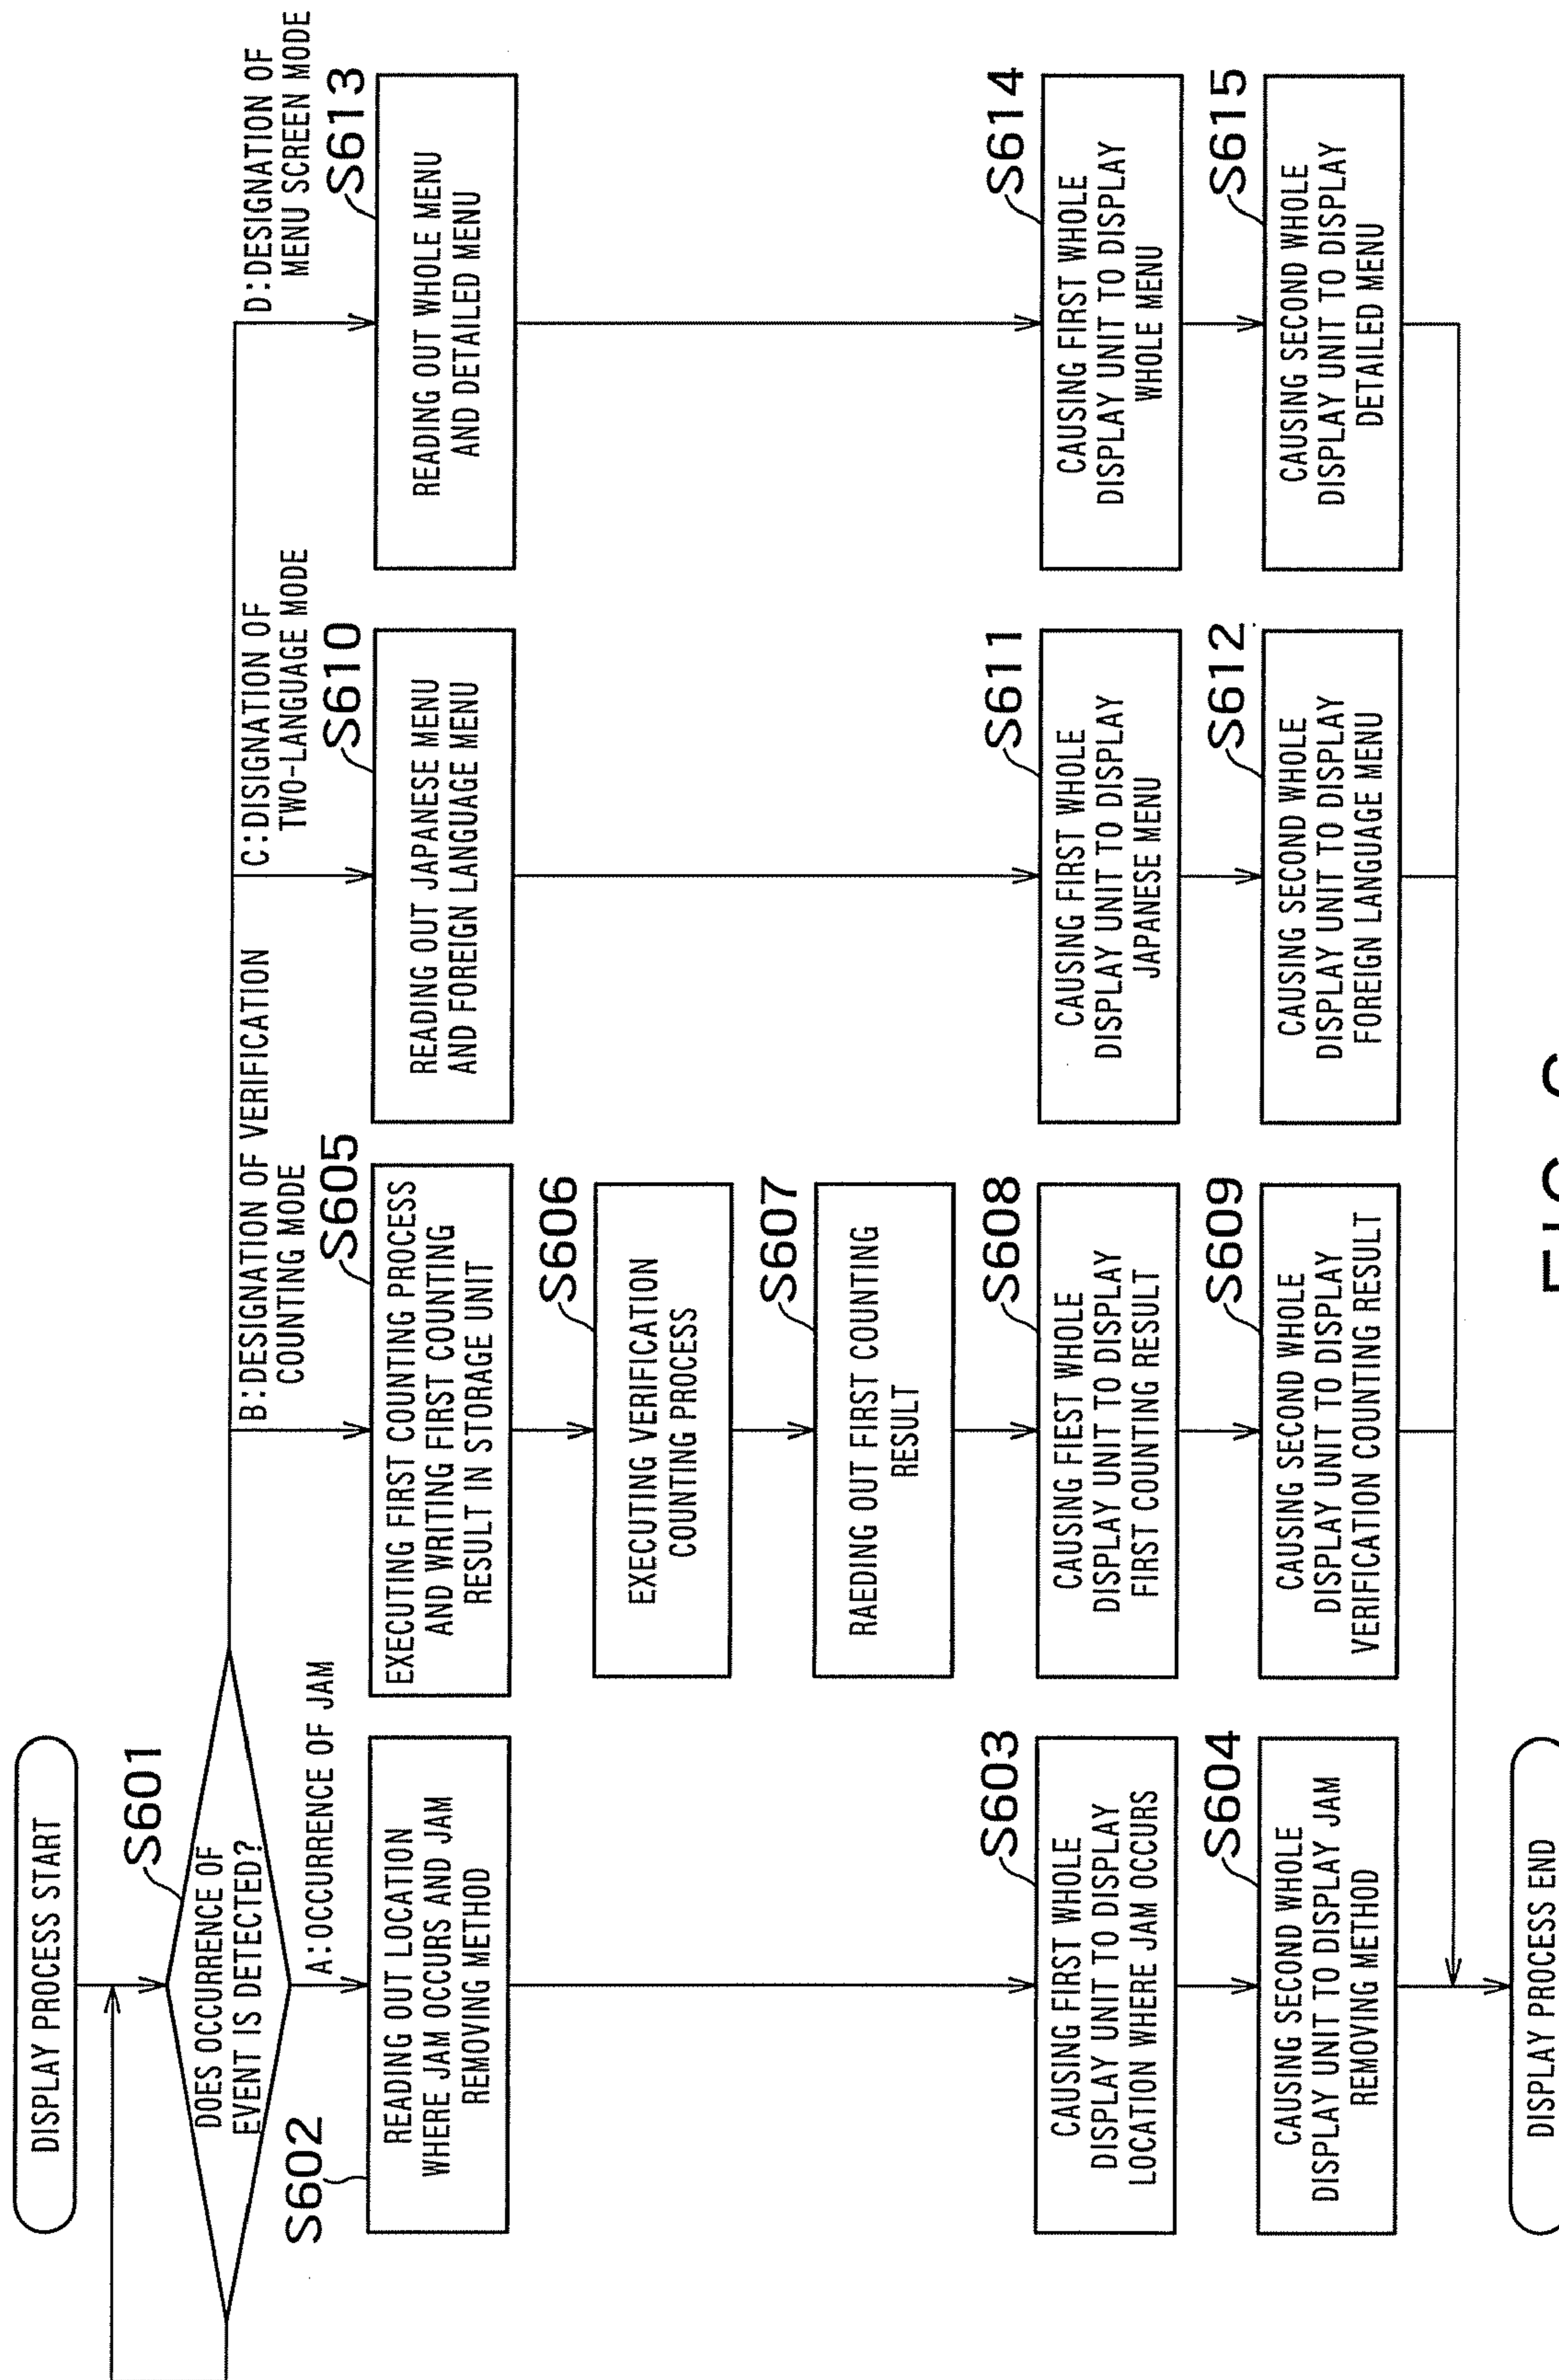 DISPLAY PROCESS START
S601
DOES OCCURRENCE OF
EVENT IS DETECTED?
A:OCCURRENCE OF JAM
S602
READING OUT LOCATION
WHERE JAM OCCURS AND JAM
REMOVING METHOD
S603
CAUSING FIRST WHOLE
DISPLAY UNIT TO DISPLAY
LOCATION WHERE JAM OCCURS
S604
CAUSING SECOND WHOLE
DISPLAY UNIT TO DISPLAY JAM
REMOVING METHOD
B:DESIGNATION OF VERIFICATION
COUNTING MODE
S605
EXECUTING FIRST COUNTING PROCESS
AND WRITING FIRST COUNTING
RESULT IN STORAGE UNIT
S606
EXECUTING VERIFICATION
COUNTING PROCESS
S607
RAEDING OUT FIRST COUNTING
RESULT
S608
CAUSING FIEST WHOLE
DISPLAY UNIT TO DISPLAY
FIRST COUNTING RESULT
S609
CAUSING SECOND WHOLE
DISPLAY UNIT TO DISPLAY
VERIFICATION COUNTING RESULT
C:DISIGNATION OF
TWO-LANGUAGE MODE
S610
READING OUT JAPANESE MENU
AND FOREIGN LANGUAGE MENU
S611
CAUSING FIRST WHOLE
DISPLAY UNIT TO DISPLAY
JAPANESE MENU
S612
CAUSING SECOND WHOLE
DISPLAY UNIT TO DISPLAY
FOREIGN LANGUAGE MENU
D:DESIGNATION OF
MENU SCREEN MODE
S613
READING OUT WHOLE MENU
AND DETAILED MENU
S614
CAUSING FIRST WHOLE
DISPLAY UNIT TO DISPLAY
WHOLE MENU
S615
CAUSING SECOND WHOLE
DISPLAY UNIT TO DISPLAY
DETAILED MENU
DISPLAY PROCESS END